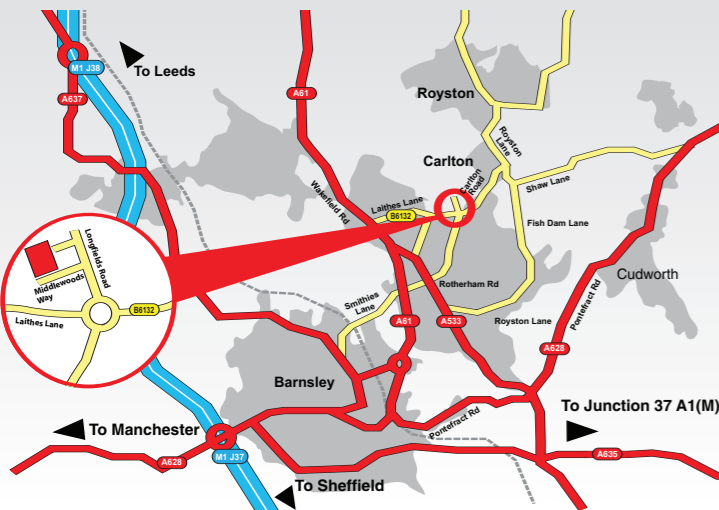 M1 J38
To Leeds
A637
A61
Royston
Royston
Lane
Carlton
Carlton
Road
Shaw Lane
Wakefield Rd
Laithes Lane
B6132
Fish Dam Lane
Cudworth
Longfields Road
Middlewoods
Way
B6132
Laithes Lane
Rotherham Rd
Smithies
Lane
Pontefract Rd
A61
A533
Royston Lane
A628
Barnsley
To Junction 37 A1(M)
Pontefract Rd
To Manchester
M1 J37
A628
A635
To Sheffield